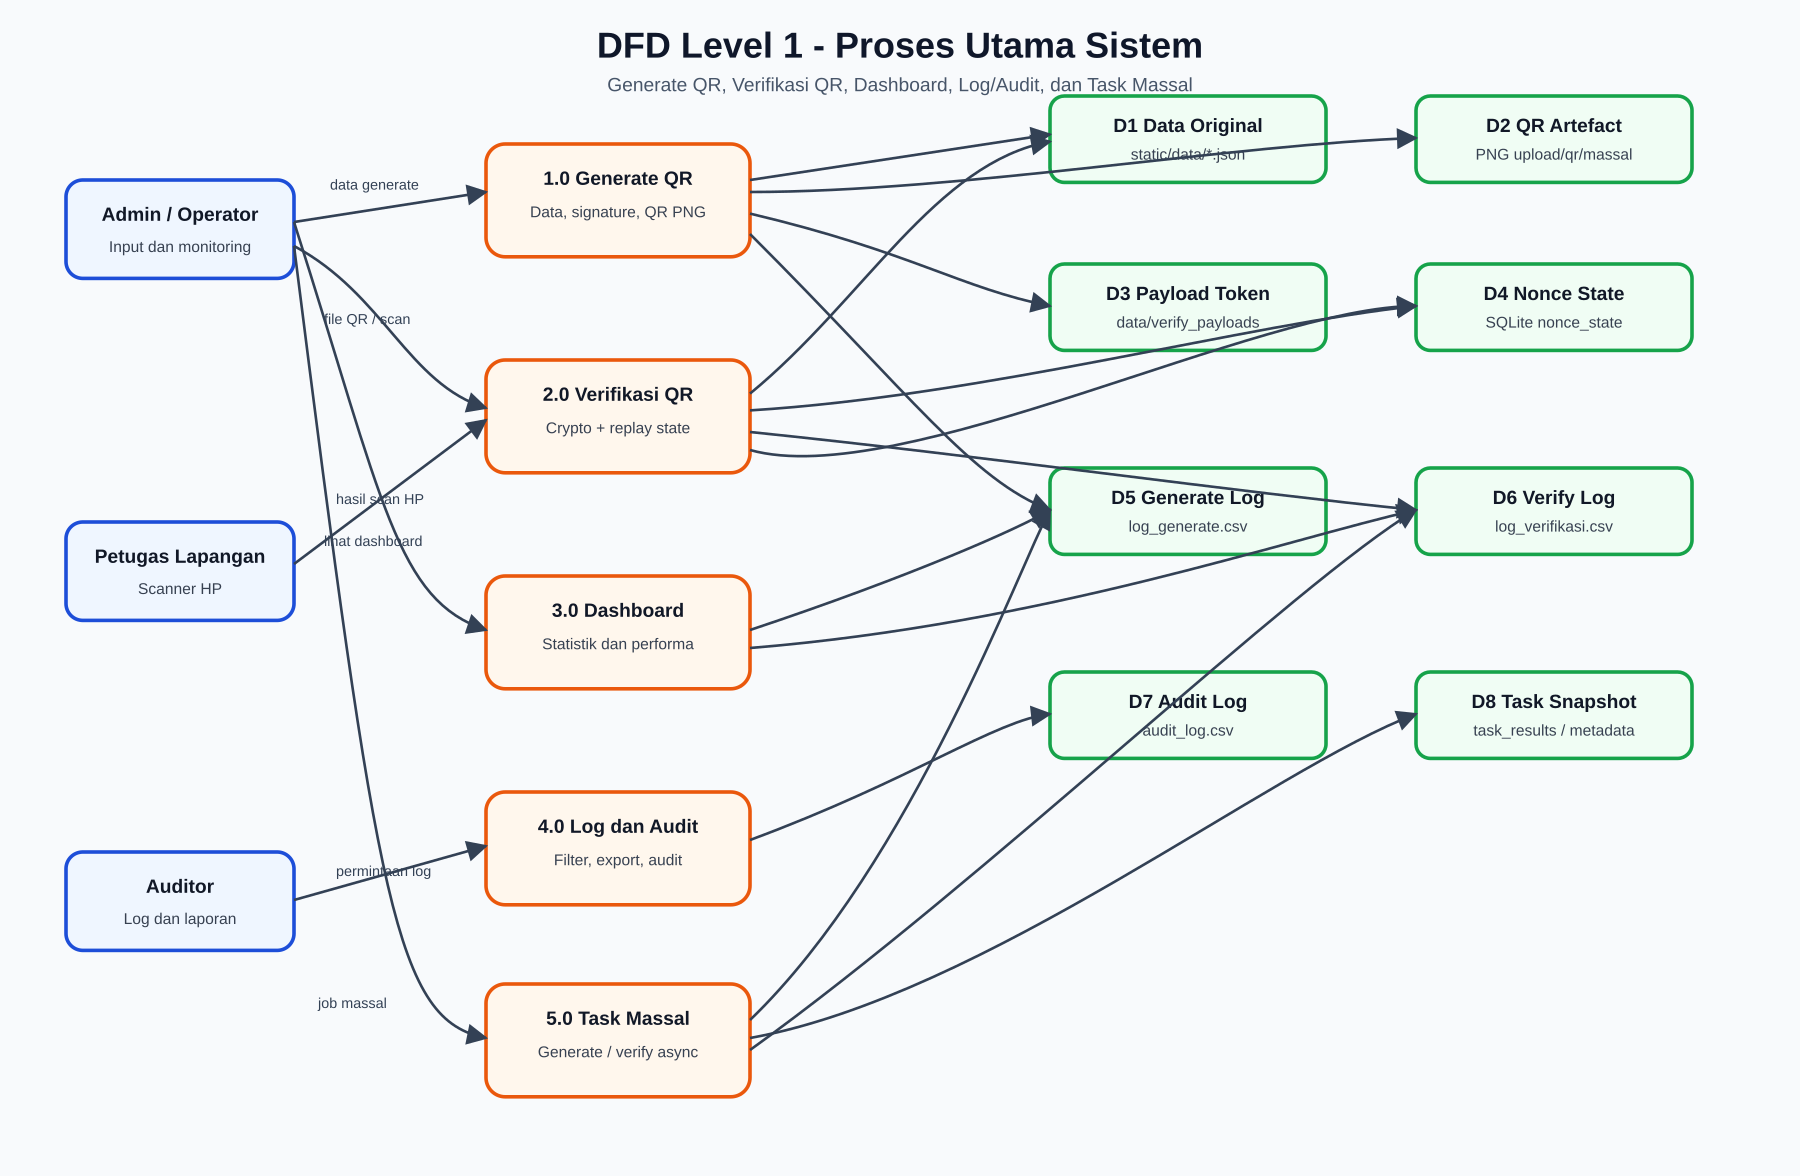 DFD Level 1 - Proses Utama Sistem
Generate QR, Verifikasi QR, Dashboard, Log/Audit, dan Task Massal
Admin / Operator
Input dan monitoring
Petugas Lapangan
Scanner HP
Auditor
Log dan laporan
data generate
file QR / scan
hasil scan HP
lihat dashboard
permintaan log
job massal
1.0 Generate QR
Data, signature, QR PNG
2.0 Verifikasi QR
Crypto + replay state
3.0 Dashboard
Statistik dan performa
4.0 Log dan Audit
Filter, export, audit
5.0 Task Massal
Generate / verify async
D1 Data Original
static/data/*.json
D2 QR Artefact
PNG upload/qr/massal
D3 Payload Token
data/verify_payloads
D4 Nonce State
SQLite nonce_state
D5 Generate Log
log_generate.csv
D6 Verify Log
log_verifikasi.csv
D7 Audit Log
audit_log.csv
D8 Task Snapshot
task_results / metadata